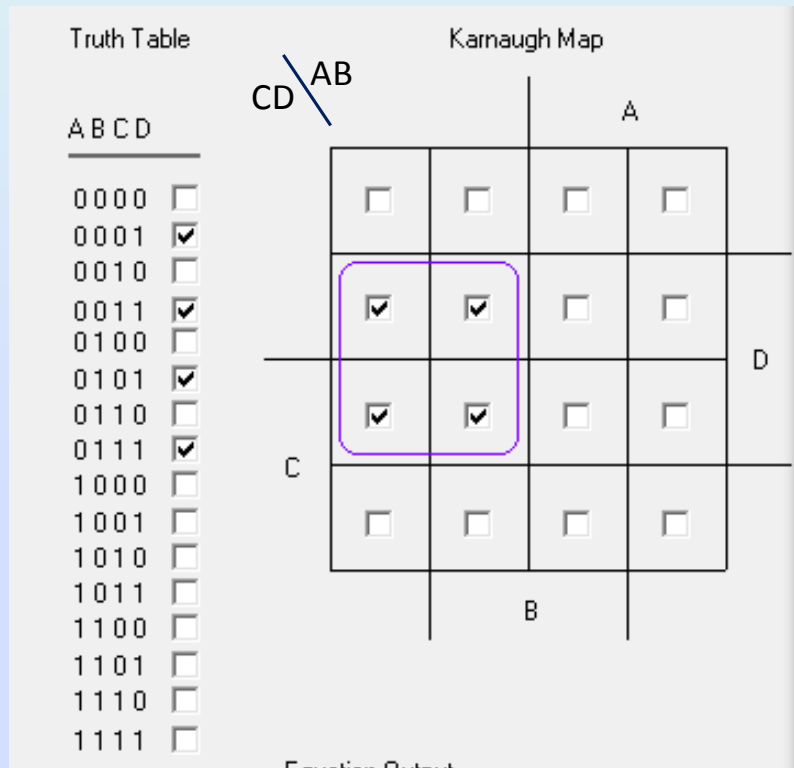 Truth Table
Karnaugh Map
AB
CD
A B C D
A
0 0 0 0
0 0 0 1
0 0 1 0
0 0 1 1
0 1 0 0
0 1 0 1
0 1 1 0
0 1 1 1
1 0 0 0
1 0 0 1
1 0 1 0
1 0 1 1
1 1 0 0
1 1 0 1
1 1 1 0
1 1 1 1
D
C
B
Equation Output